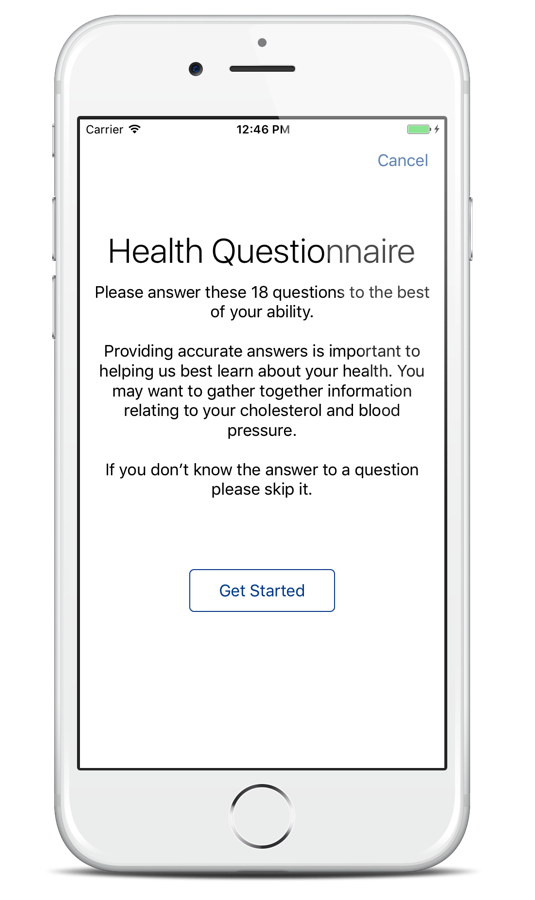 Carrier 12:46 PM
Cancel
Health Questionnaire
Please answer these 18 questions to the best
of your ability.
Providing accurate answers is important to
helping us best learn about your health. You
may want to gather together information
relating to your cholesterol and blood
pressure.
If you don’t know the answer to a question
please skip it.
Get Started